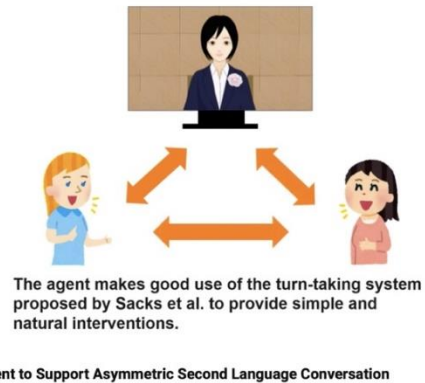 The agent makes good use of the turn-taking system
proposed by Sacks et al. to provide simple and
natural interventions.
to Support Asymmetric Second Language Conversation